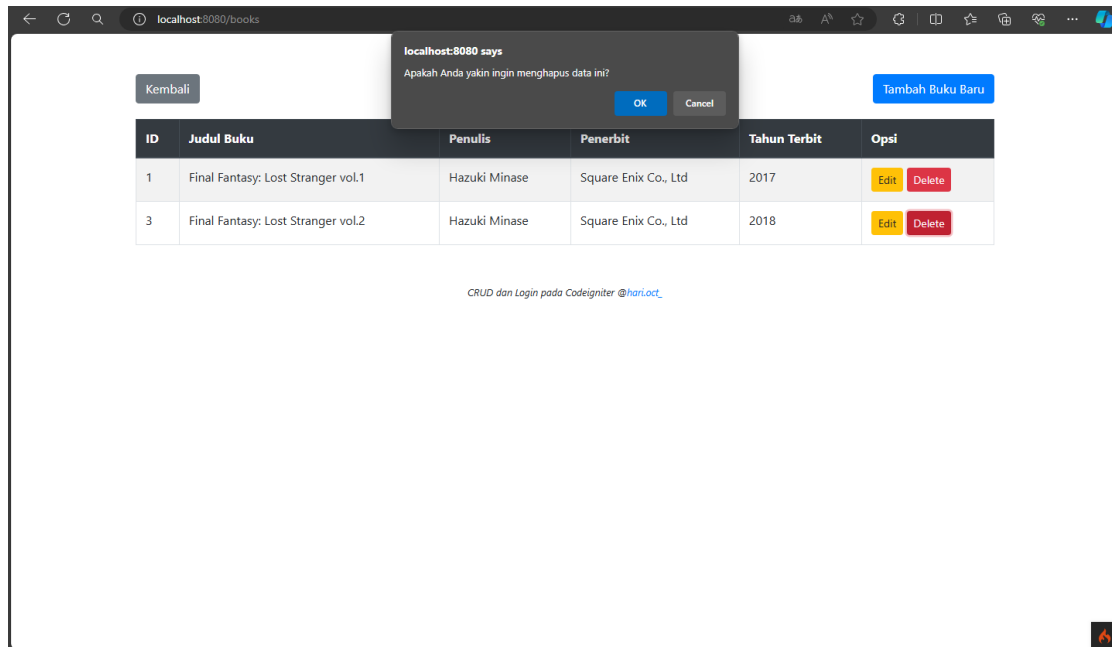 localhost:8080/books
localhost:8080 says
Apakah Anda yakin ingin menghapus data ini?
OK Cancel
Kembali Tambah Buku Baru
ID Judul Buku Penulis Penerbit Tahun Terbit Opsi
1 Final Fantasy: Lost Stranger vol.1 Hazuki Minase Square Enix Co., Ltd 2017 Edit Delete
3 Final Fantasy: Lost Stranger vol.2 Hazuki Minase Square Enix Co., Ltd 2018 Edit Delete
CRUD dan Login pada Codeigniter @hari.oct_